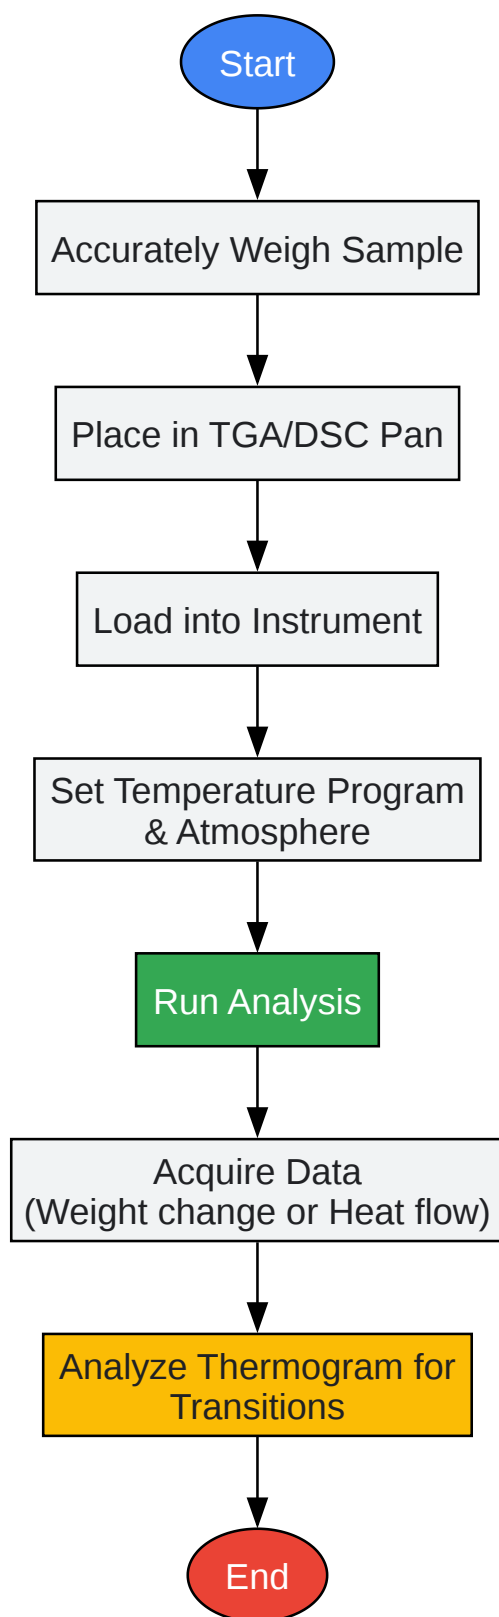 Start
Accurately Weigh Sample
Place in TGA/DSC Pan
Load into Instrument
Set Temperature Program
& Atmosphere
Run Analysis
Acquire Data
(Weight change or Heat flow)
Analyze Thermogram for
Transitions
End